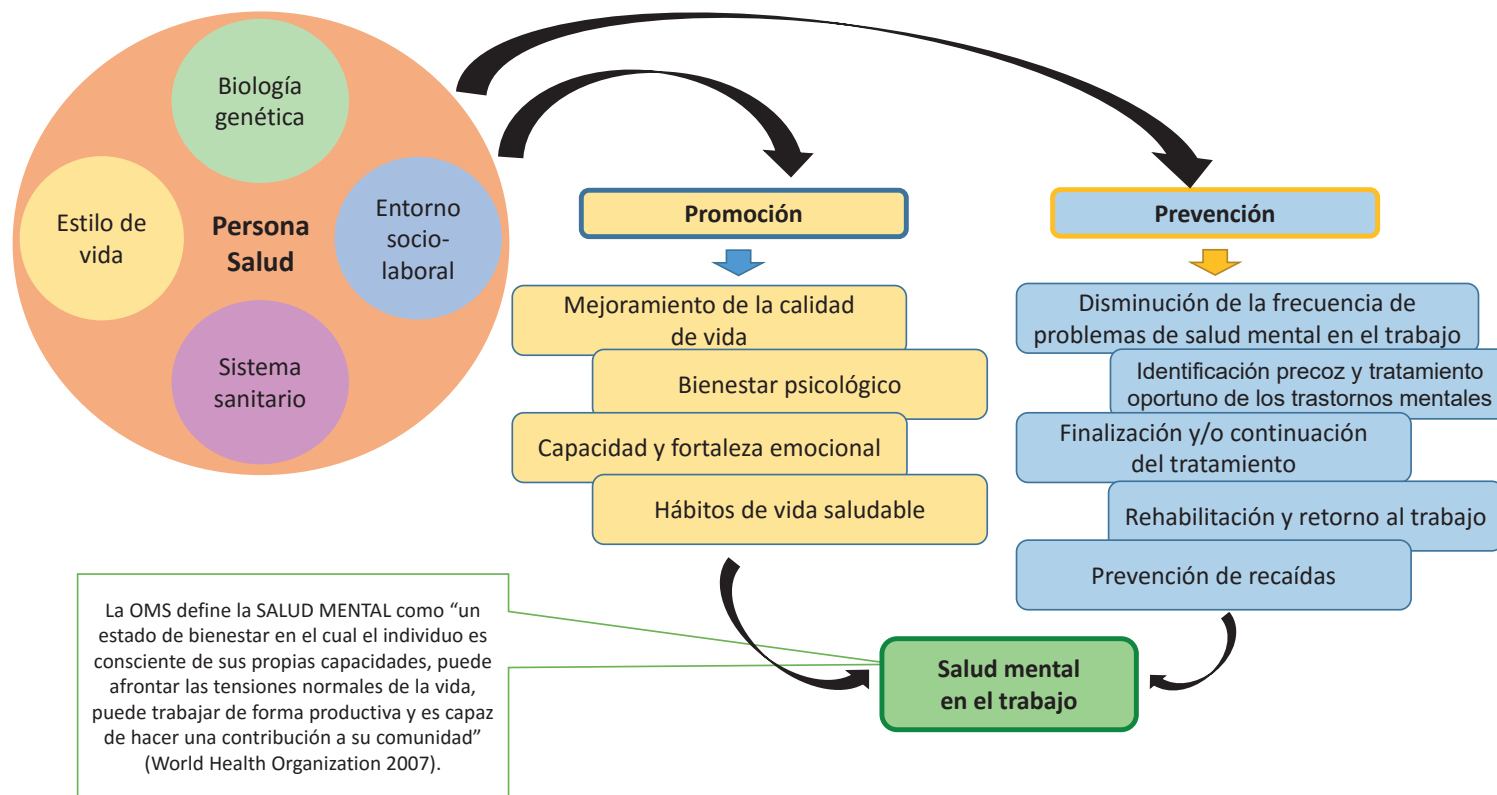 Biología
genética
Estilo de
vida
Persona
Salud
Entorno
socio-
laboral
Sistema
sanitario
Promoción
Mejoramiento de la calidad
de vida
Bienestar psicológico
Capacidad y fortaleza emocional
Hábitos de vida saludable
Prevención
Disminución de la frecuencia de
problemas de salud mental en el trabajo
Identificación precoz y tratamiento
oportuno de los trastornos mentales
Finalización y/o continuación
del tratamiento
Rehabilitación y retorno al trabajo
Prevención de recaídas
La OMS define la SALUD MENTAL como “un
estado de bienestar en el cual el individuo es
consciente de sus propias capacidades, puede
afrontar las tensiones normales de la vida,
puede trabajar de forma productiva y es capaz
de hacer una contribución a su comunidad”
(World Health Organization 2007).
Salud mental
en el trabajo